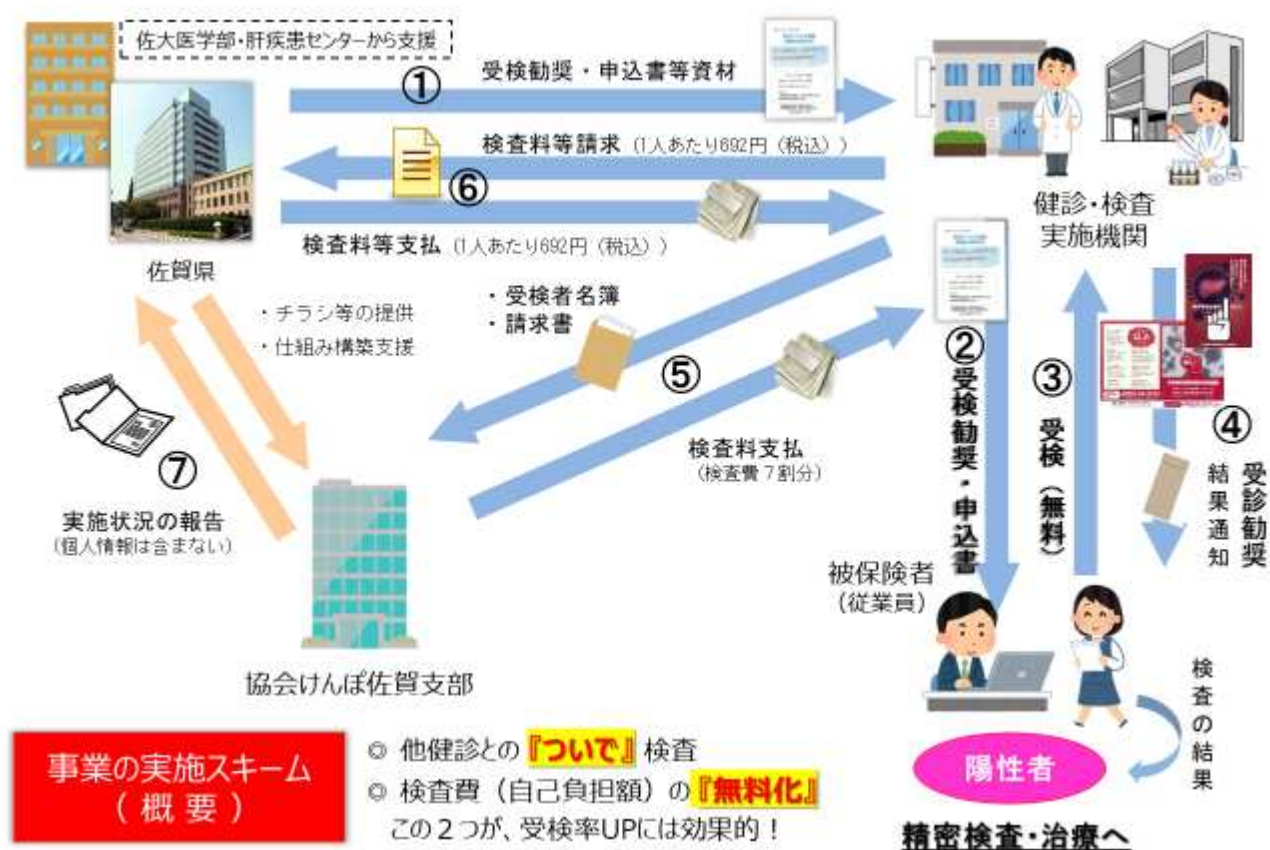 佐大医学部・肝疾患センターから支援
①
受検勧奨・申込書等資材
検査料等請求（1人あたり692円（税込））
⑥
検査料等支払（1人あたり692円（税込））
佐賀県
健診・検査
実施機関
・チラシ等の提供
・仕組み構築支援
・受検者名簿
・請求書
⑤
検査料支払
（検査費７割分）
②受検勧奨・申込書
③ 受検（無料）
④
受診勧奨
結果通知
⑦
実施状況の報告
（個人情報は含まない）
協会けんぽ佐賀支部
被保険者
（従業員）
検査の結果
陽性者
精密検査・治療へ
事業の実施スキーム
（概要）
◎ 他健診との『ついで』検査
◎ 検査費（自己負担額）の『無料化』
この２つが、受検率UPには効果的！